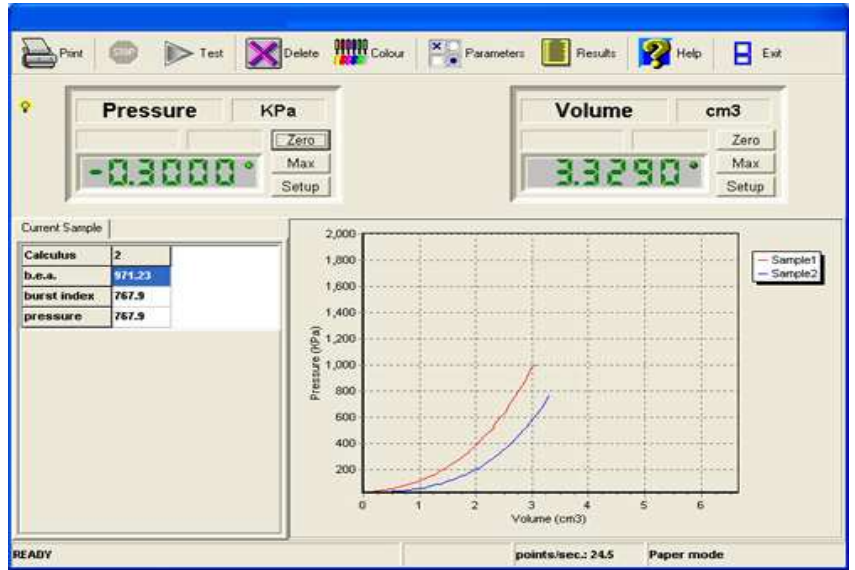 Print STOP Test Delete Colour Parameters Results Help Exit
Pressure KPa
Zero
-0.3000
Max
Setup
Volume cm3
Zero
3.3290
Max
Setup
Current Sample
Calculus 2
b.e.a. 971.23
burst index 767.9
pressure 767.9
Pressure (KPa)
2,000
1,800
1,600
1,400
1,200
1,000
800
600
400
200
0 1 2 3 4 5 6
Volume (cm3)
Sample1
Sample2
READY points/sec.: 24.5 Paper mode